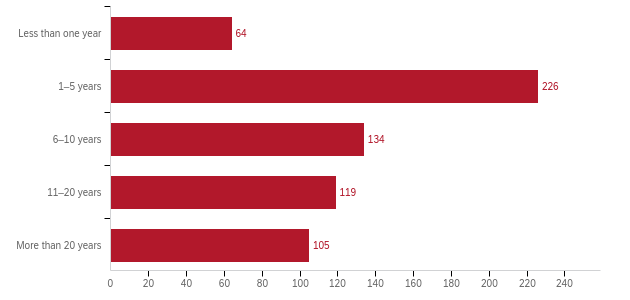 Less than one year 64
1–5 years 226
6–10 years 134
11–20 years 119
More than 20 years 105
0 20 40 60 80 100 120 140 160 180 200 220 240